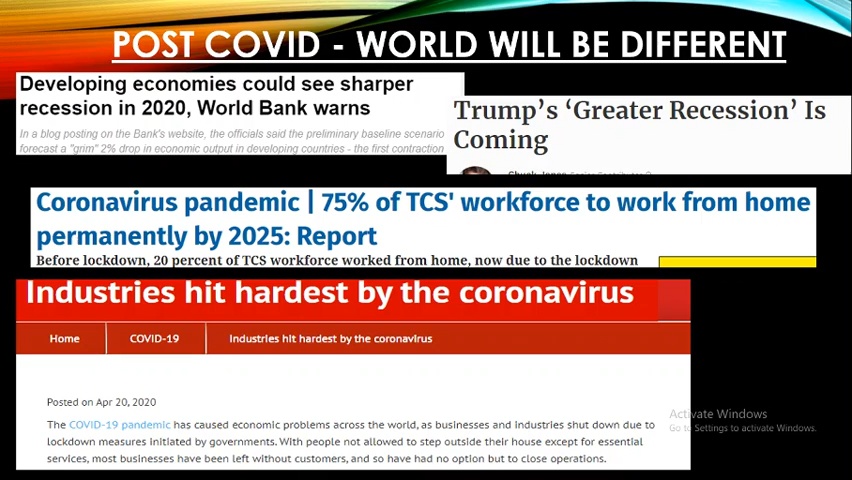 POST COVID - WORLD WILL BE DIFFERENT
Developing economies could see sharper
recession in 2020, World Bank warns
In a blog posting on the Bank's website, the officials said the preliminary baseline scenario
forecast a "grim" 2% drop in economic output in developing countries - the first contraction
Trump's 'Greater Recession' Is
Coming
Coronavirus pandemic | 75% of TCS' workforce to work from home
permanently by 2025: Report
Before lockdown, 20 percent of TCS workforce worked from home, now due to the lockdown
Industries hit hardest by the coronavirus
Home COVID-19 Industries hit hardest by the coronavirus
Posted on Apr 20, 2020
The COVID-19 pandemic has caused economic problems across the world, as businesses and industries shut down due to
lockdown measures initiated by governments. With people not allowed to step outside their house except for essential
services, most businesses have been left without customers, and so have had no option but to close operations.
Activate Windows
Go to Settings to activate Windows.